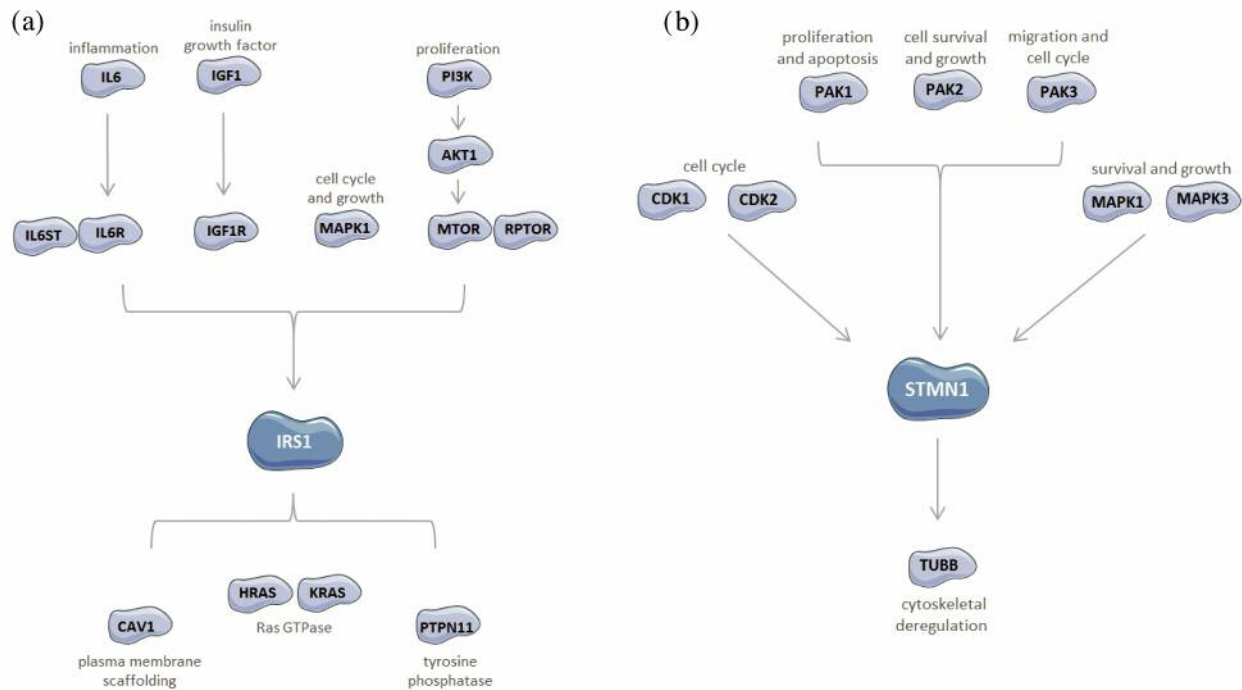 (a)
inflammation
IL6
insulin
growth factor
IGF1
proliferation
PI3K
AKT1
cell cycle
and growth
IL6ST
IL6R
IGF1R
MAPK1
MTOR
RPTOR
IRS1
CAV1
plasma membrane
scaffolding
HRAS
KRAS
Ras GTPase
PTPN11
tyrosine
phosphatase
(b)
proliferation
and apoptosis
PAK1
cell survival
and growth
PAK2
migration and
cell cycle
PAK3
cell cycle
CDK1
CDK2
survival and growth
MAPK1
MAPK3
STMN1
TUBB
cytoskeletal
deregulation